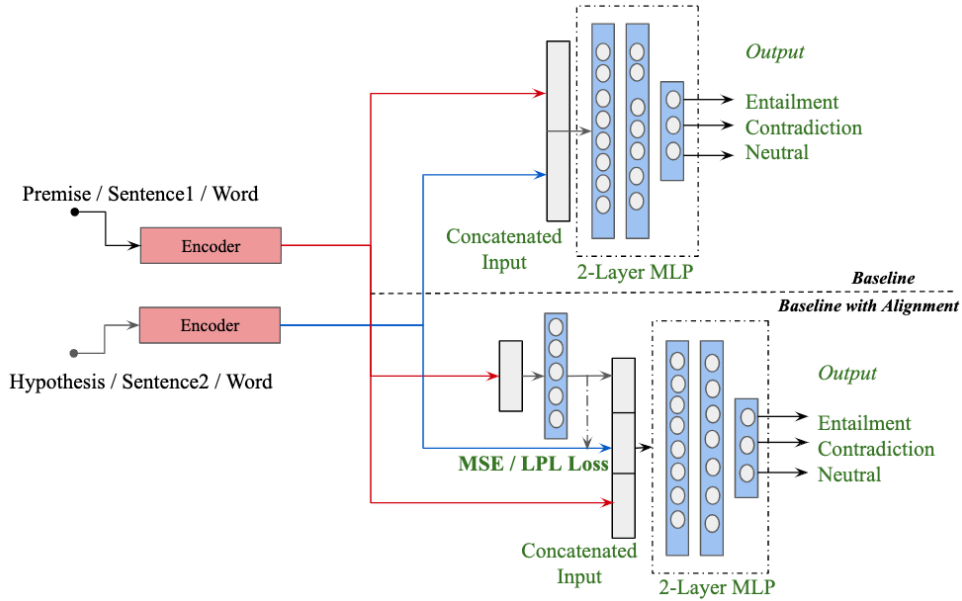 Output
Entailment
Contradiction
Neutral
Premise / Sentence1 / Word
Encoder
Concatenated
Input
2-Layer MLP
Baseline
Baseline with Alignment
Encoder
Hypothesis / Sentence2 / Word
Output
Entailment
Contradiction
Neutral
MSE / LPL Loss
Concatenated
Input
2-Layer MLP